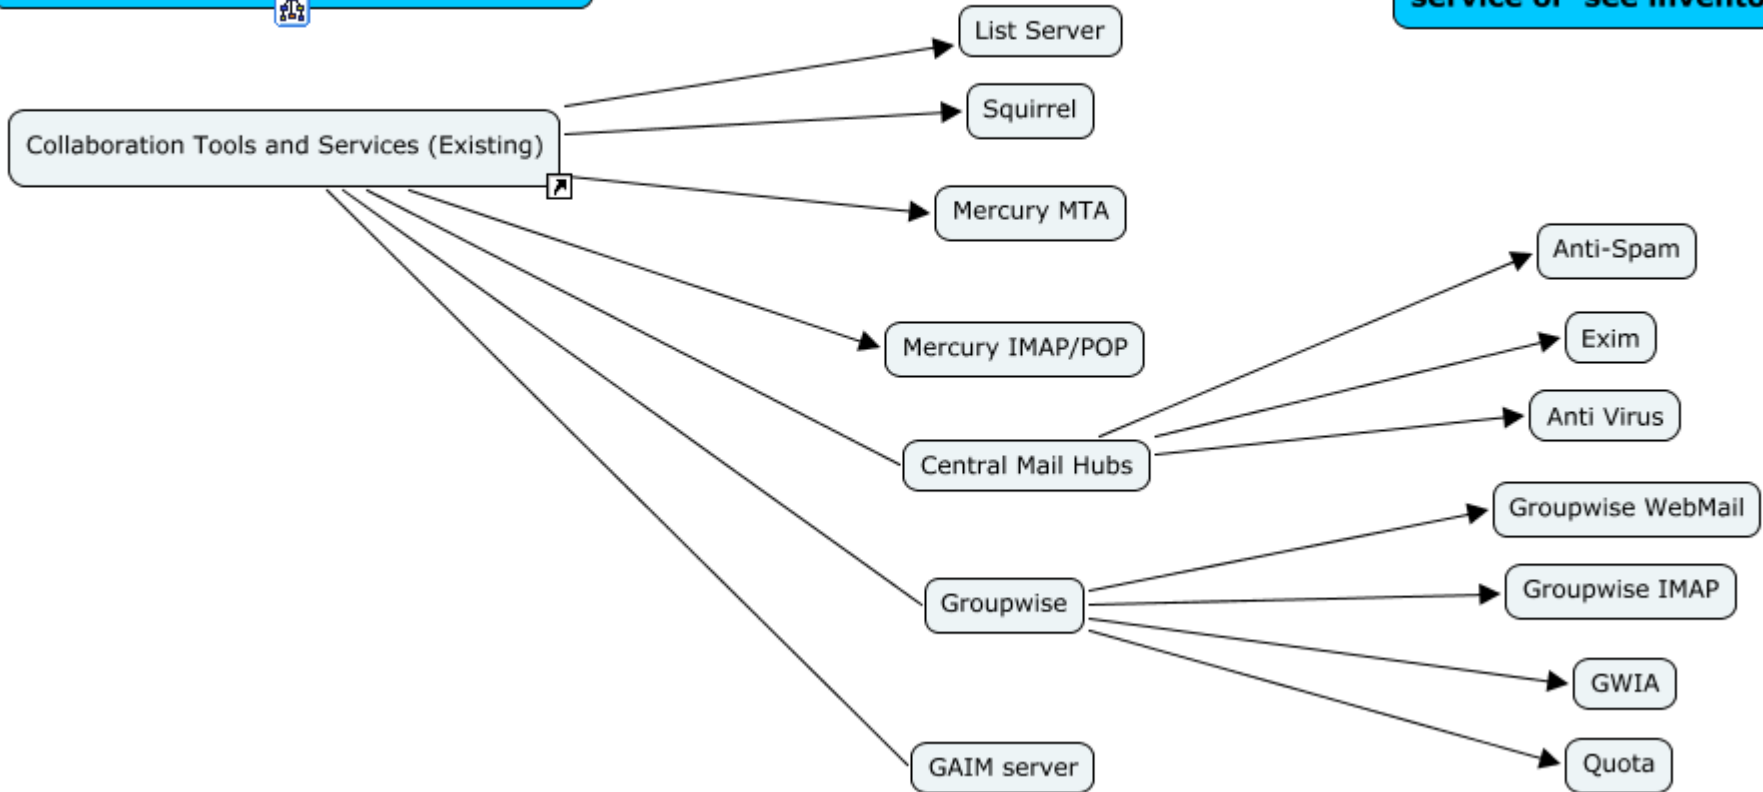 List Server
Squirrel
Collaboration Tools and Services (Existing)
Mercury MTA
Anti-Spam
Exim
Mercury IMAP/POP
Anti Virus
Central Mail Hubs
Groupwise WebMail
Groupwise IMAP
Groupwise
GWIA
Quota
GAIM server